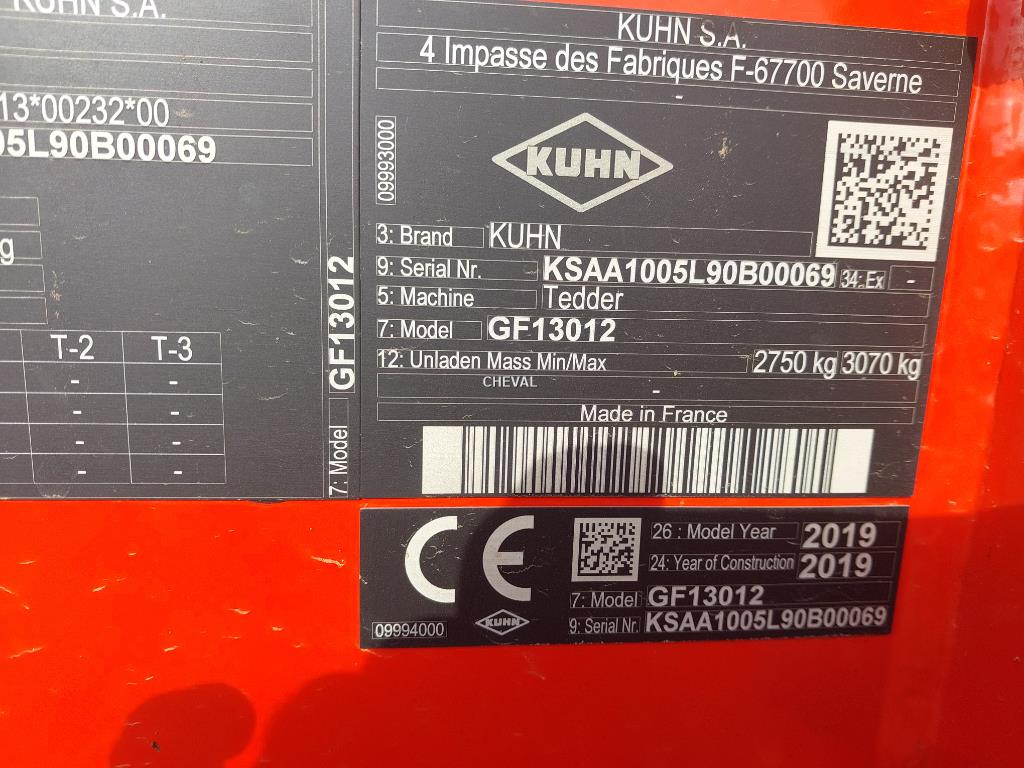 KUHN S.A.
13*00232*00
05L90B00069
g
T-2 T-3
- -
- -
- -
- -
7: Model GF13012
KUHN S.A.
4 Impasse des Fabriques F-67700 Saverne
-
09993000
KUHN
3: Brand KUHN
9: Serial Nr. KSAA1005L90B00069 34: Ex -
5: Machine Tedder
7: Model GF13012
12: Unladen Mass Min/Max 2750 kg 3070 kg
CHEVAL
-
Made in France
CE
26 : Model Year 2019
24: Year of Construction 2019
7: Model GF13012
9: Serial Nr. KSAA1005L90B00069
09994000
KUHN